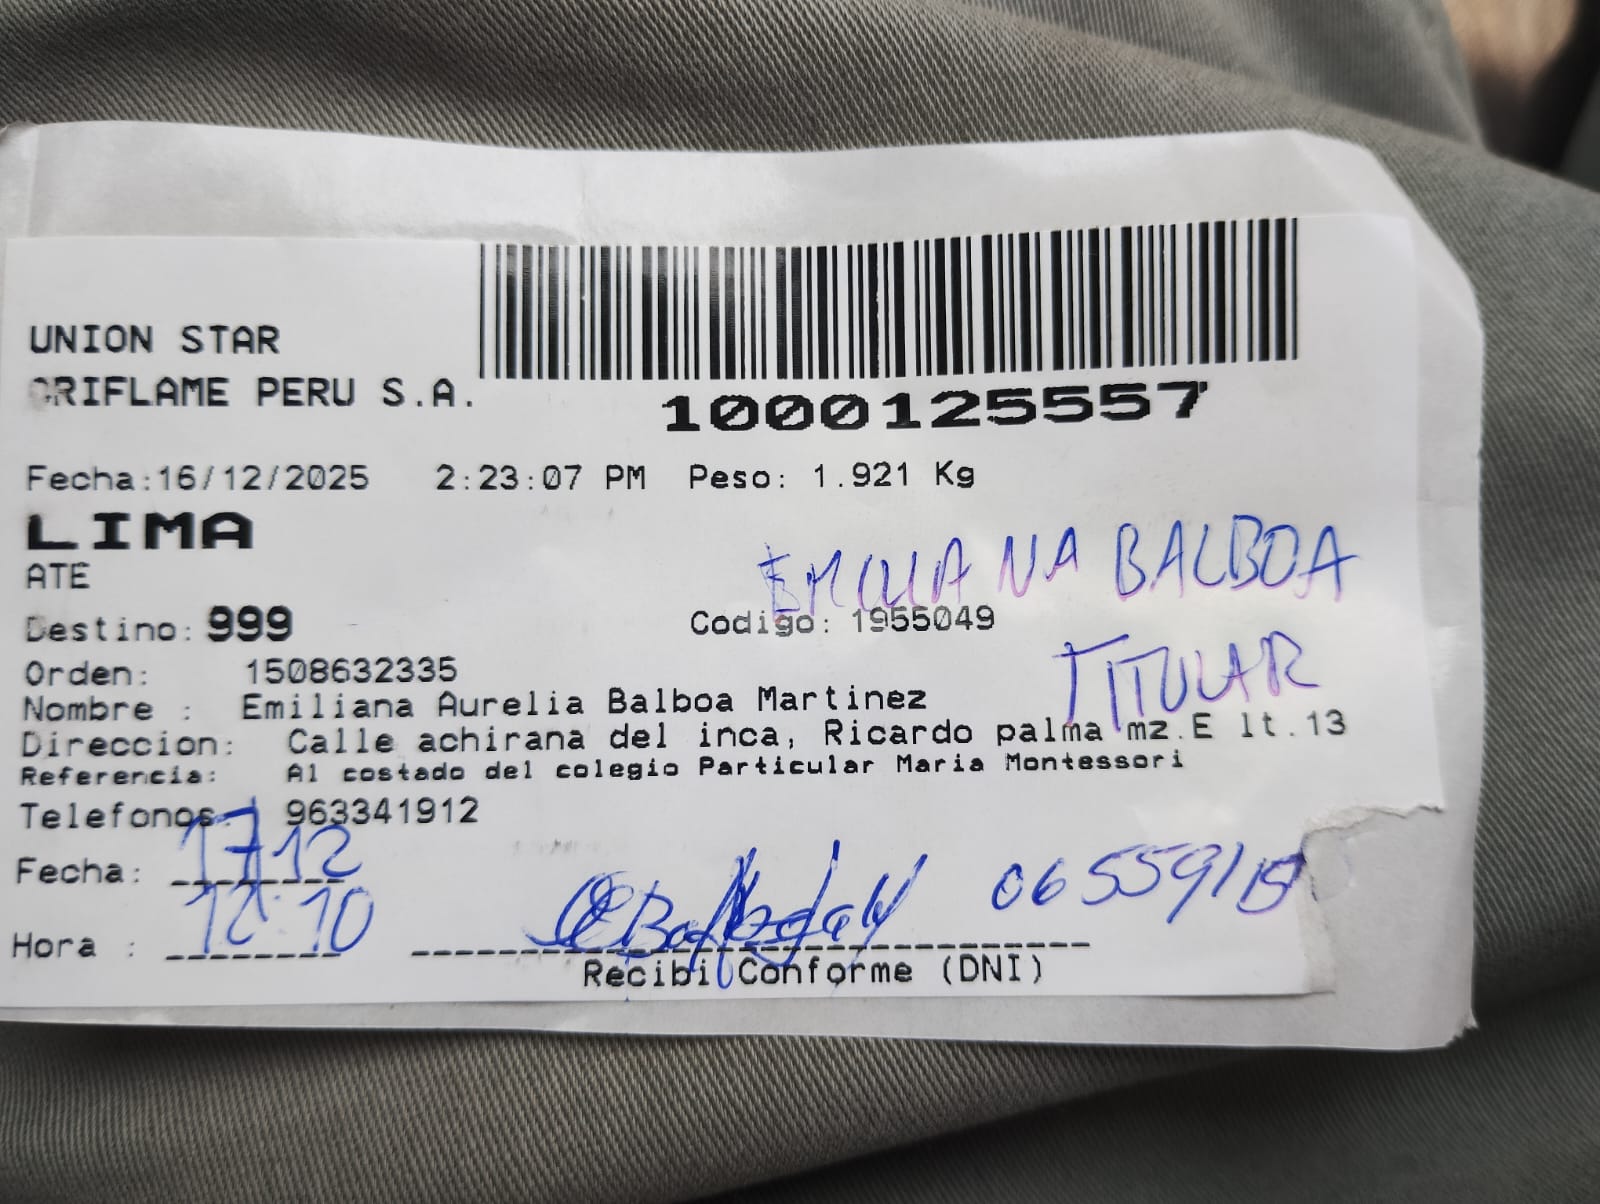 UNION STAR
ORIFLAME PERU S.A.
1000125557
Fecha:16/12/2025 2:23:07 PM Peso: 1.921 Kg
LIMA
ATE
EMILIANA BALBOA
Destino: 999 Codigo: 1955049
TITULAR
Orden: 1508632335
Nombre : Emiliana Aurelia Balboa Martinez
Direccion: Calle achirana del inca, Ricardo palma mz.E lt.13
Referencia: Al costado del colegio Particular Maria Montessori
Telefonos: 963341912
Fecha: 1712
Hora : 12:10
Recibi Conforme (DNI)